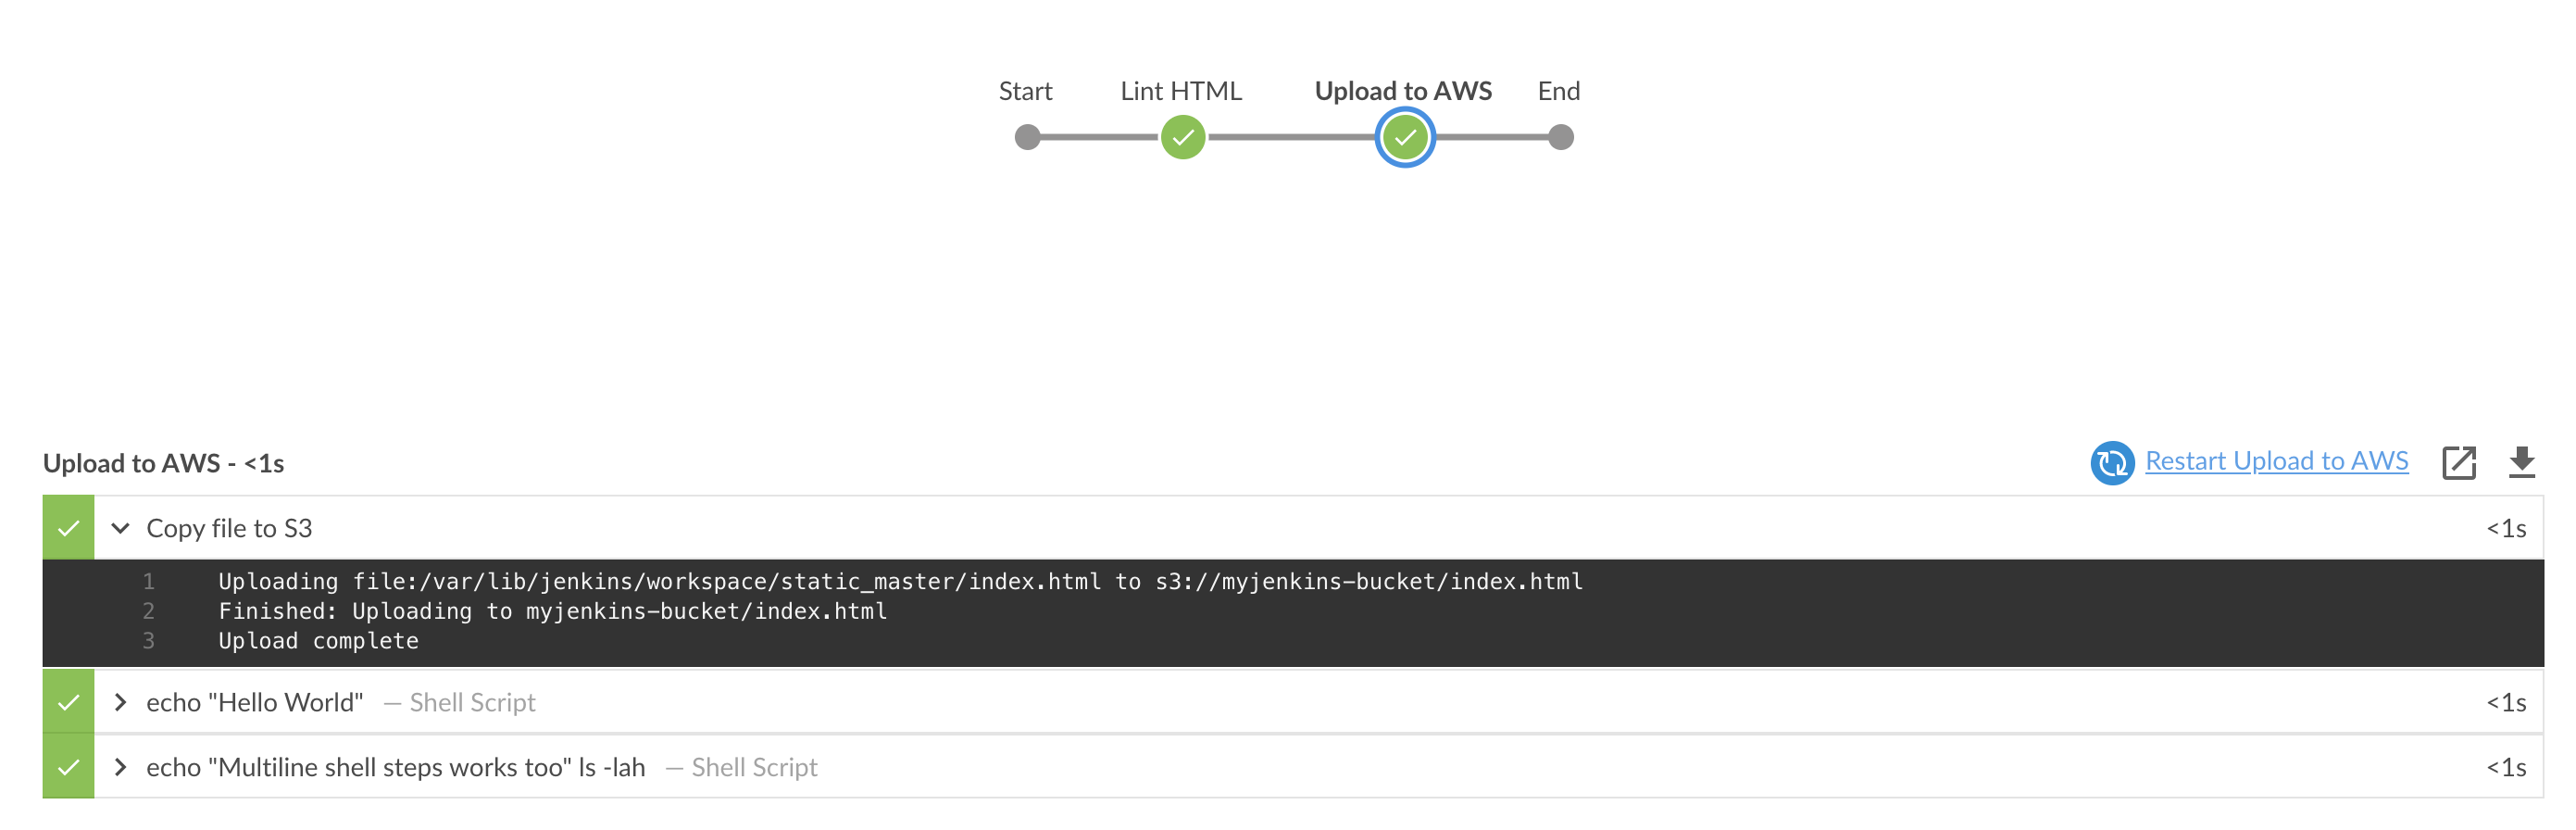 Start Lint HTML Upload to AWS End
Upload to AWS - <1s Restart Upload to AWS
Copy file to S3 <1s
1 Uploading file:/var/lib/jenkins/workspace/static_master/index.html to s3://myjenkins-bucket/index.html
2 Finished: Uploading to myjenkins-bucket/index.html
3 Upload complete
echo "Hello World" — Shell Script <1s
echo "Multiline shell steps works too" ls -lah — Shell Script <1s